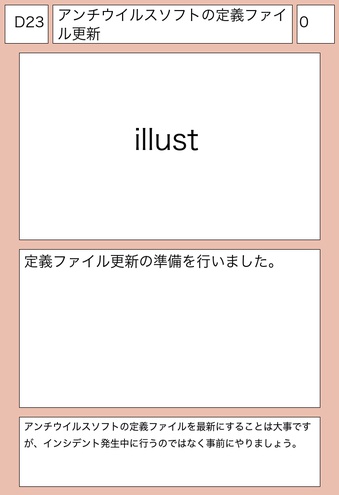 D23
アンチウイルスソフトの定義ファイ
ル更新
0
illust
定義ファイル更新の準備を行いました。
アンチウイルスソフトの定義ファイルを最新にすることは大事です
が、インシデント発生中に行うのではなく事前にやりましょう。